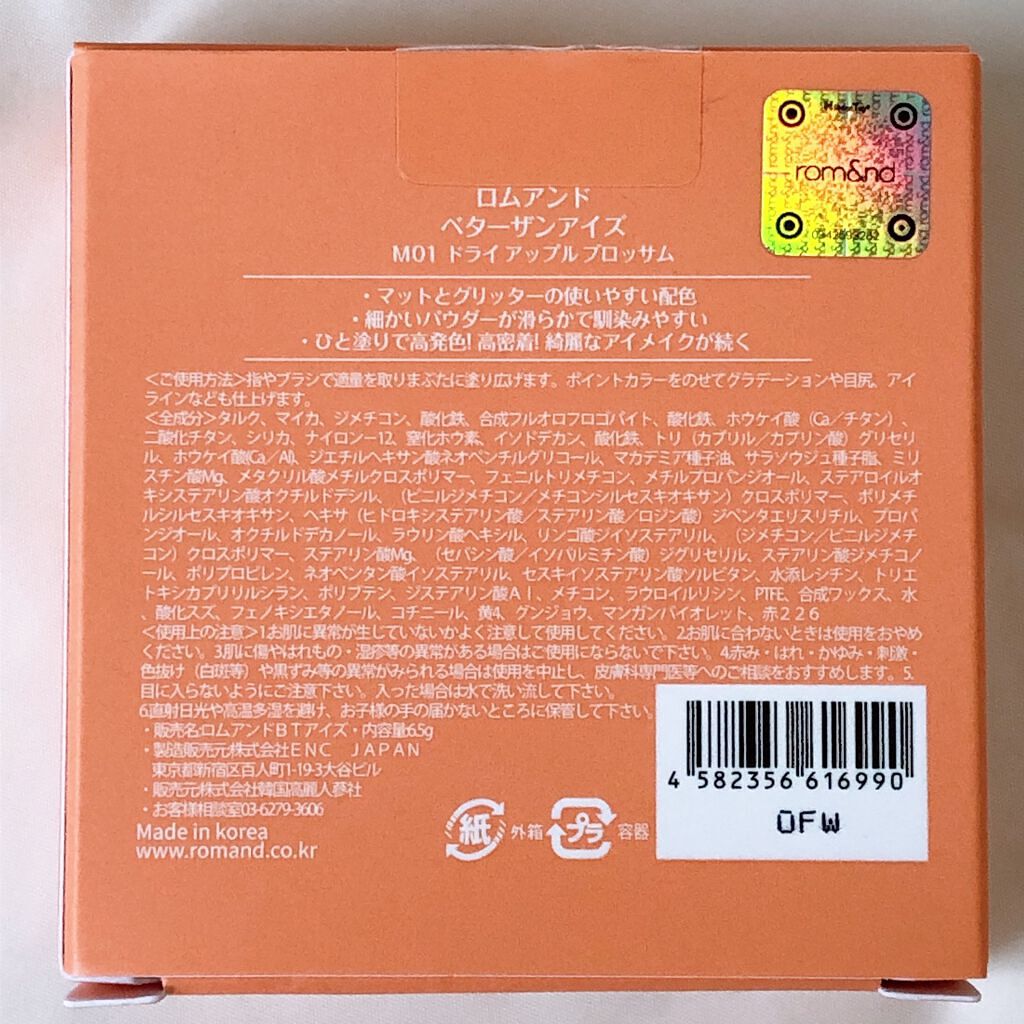 HiddenTag®
rom&nd
ロムアンド
ベターザンアイズ
M01 ドライ アップル ブロッサム
・マットとグリッターの使いやすい配色
・細かいパウダーが滑らかで馴染みやすい
・ひと塗りで高発色! 高密着! 綺麗なアイメイクが続く
＜ご使用方法＞指やブラシで適量を取りまぶたに塗り広げます。ポイントカラーをのせてグラデーションや目尻、アイ
ラインなども仕上げます。
＜全成分＞タルク、マイカ、ジメチコン、酸化鉄、合成フルオロフロゴパイト、酸化鉄、ホウケイ酸（Ca／チタン）、
二酸化チタン、シリカ、ナイロン－12、窒化ホウ素、イソドデカン、酸化鉄、トリ（カプリル／カプリン酸）グリセリ
ル、ホウケイ酸(Ca／Al)、ジエチルヘキサン酸ネオペンチルグリコール、マカデミア種子油、サラソウジュ種子脂、ミリ
スチン酸Mg、メタクリル酸メチルクロスポリマー、フェニルトリメチコン、メチルプロパンジオール、ステアロイルオ
キシステアリン酸オクチルドデシル、（ビニルジメチコン／メチコンシルセスキオキサン）クロスポリマー、ポリメチ
ルシルセスキオキサン、ヘキサ（ヒドロキシステアリン酸／ステアリン酸／ロジン酸）ジペンタエリスリチル、プロパ
ンジオール、オクチルドデカノール、ラウリン酸ヘキシル、リンゴ酸ジイソステアリル、（ジメチコン／ビニルジメチ
コン）クロスポリマー、ステアリン酸Mg、（セバシン酸／イソパルミチン酸）ジグリセリル、ステアリン酸ジメチコノ
ール、ポリプロピレン、ネオペンタン酸イソステアリル、セスキイソステアリン酸ソルビタン、水添レシチン、トリエ
トキシカプリリルシラン、ポリブテン、ジステアリン酸ＡＩ、メチコン、ラウロイルリシン、PTFE、合成ワックス、水
、酸化スズ、フェノキシエタノール、コチニール、黄4、グンジョウ、マンガンバイオレット、赤２２６
＜使用上の注意＞1お肌に異常が生じていないかよく注意して使用してください。2お肌に合わないときは使用をおやめ
ください。3肌に傷やはれもの・湿疹等の異常がある場合はご使用にならないで下さい。4赤み・はれ・かゆみ・刺激・
色抜け（白斑等）や黒ずみ等の異常がみられる場合は使用を中止し、皮膚科専門医等へのご相談をおすすめします。5.
目に入らないようにご注意下さい。入った場合は水で洗い流して下さい。
6.直射日光や高温多湿を避け、お子様の手の届かないところに保管して下さい。
・販売名:ロムアンドＢＴアイズ・内容量6.5g
・製造販売元:株式会社ＥＮＣ　ＪＡＰＡＮ
東京都新宿区百人町1-19-3大谷ビル
・販売元:株式会社韓国高麗人参社
・お客様相談室03-6279-3606
Made in korea
www.romand.co.kr
紙 外箱 プラ 容器
4 582356 616990
0FW